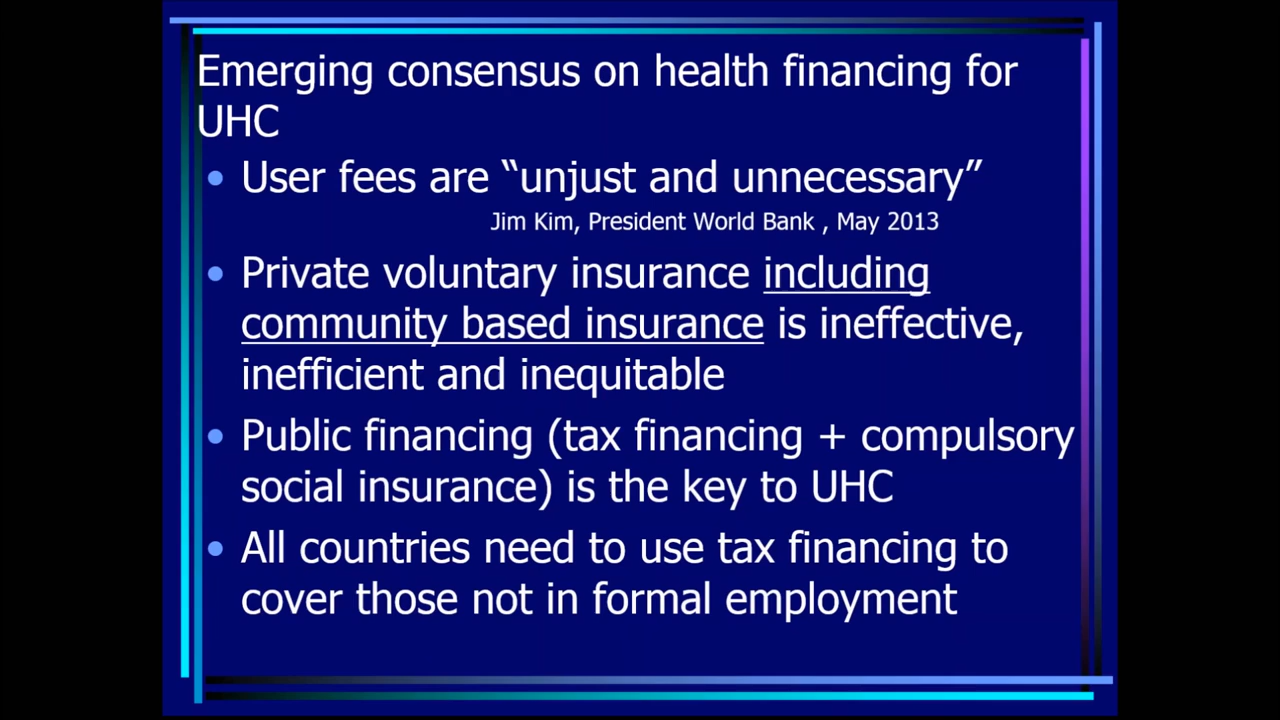 Emerging consensus on health financing for
UHC
• User fees are “unjust and unnecessary”
Jim Kim, President World Bank , May 2013
• Private voluntary insurance including
community based insurance is ineffective,
inefficient and inequitable
• Public financing (tax financing + compulsory
social insurance) is the key to UHC
• All countries need to use tax financing to
cover those not in formal employment